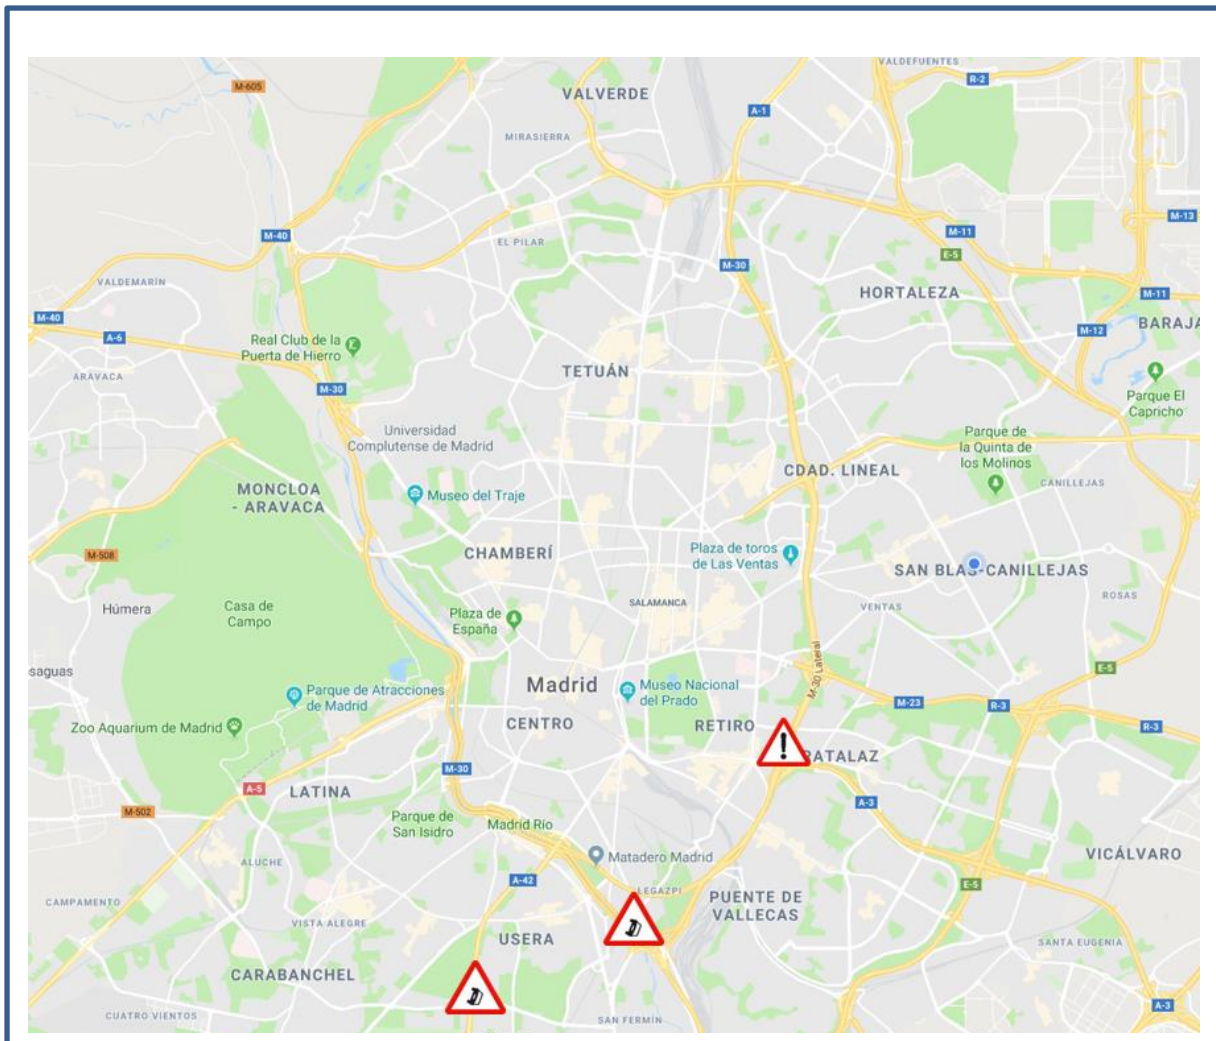 VALDEFUENTES
M-605
R-2
VALVERDE
A-1
MIRASIERRA
M-13
M-40
M-11
EL PILAR
E-5
M-30
VALDEMARÍN
HORTALEZA
M-11
M-40
M-12
BARAJA
A-6
Real Club de la
Puerta de Hierro
TETUÁN
ARAVACA
M-30
Parque El
Capricho
Universidad
Complutense de Madrid
Parque de
la Quinta de
los Molinos
CDAD. LINEAL
CANILLEJAS
MONCLOA
- ARAVACA
Museo del Traje
M-508
CHAMBERÍ
Plaza de toros
de Las Ventas
SAN BLAS-CANILLEJAS
ROSAS
Húmera
Casa de
Campo
SALAMANCA
VENTAS
Plaza de
España
M-30 Lateral
E-5
saguas
Parque de Atracciones
de Madrid
Madrid
Museo Nacional
del Prado
M-23
R-3
R-3
Zoo Aquarium de Madrid
CENTRO
RETIRO
!
RATALAZ
M-30
A-5
LATINA
A-3
M-502
Parque de
San Isidro
Madrid Río
ALUCHE
Matadero Madrid
VICÁLVARO
A-42
LEGAZPI
E-5
CAMPAMENTO
PUENTE DE
VALLECAS
VISTA ALEGRE
USERA
SANTA EUGENIA
CARABANCHEL
A-3
CUATRO VIENTOS
SAN FERMÍN